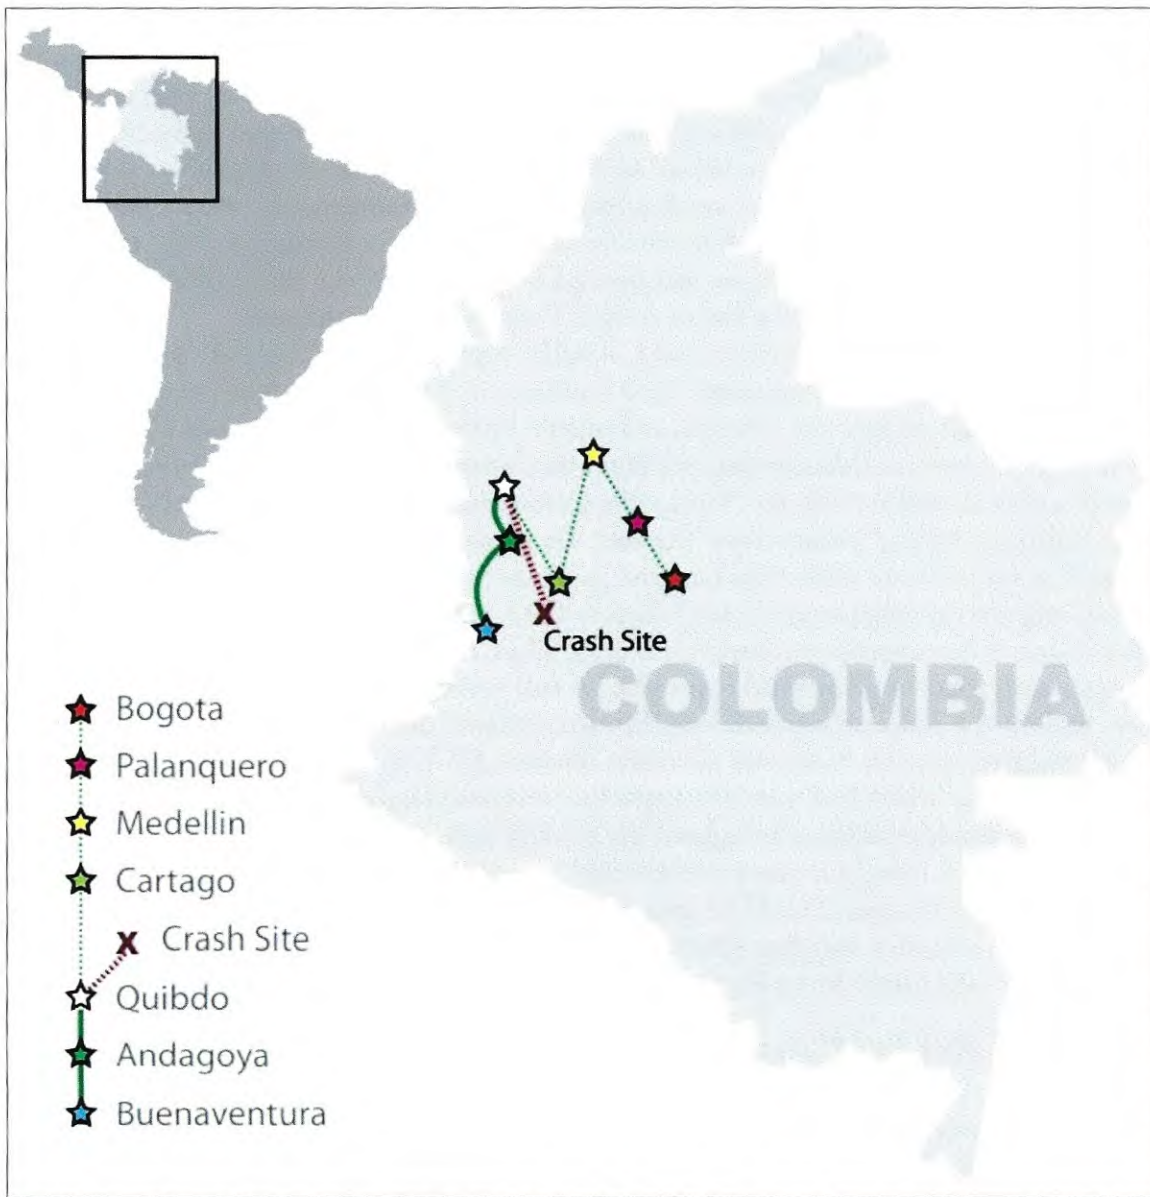 Crash Site
COLOMBIA
Bogota
Palanquero
Medellin
Cartago
X Crash Site
Quibdo
Andagoya
Buenaventura